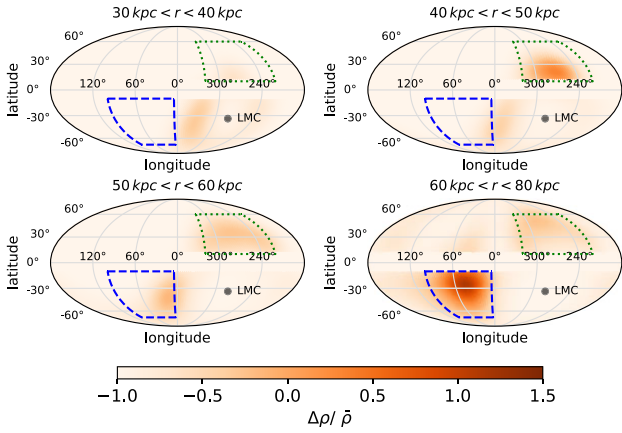 30 kpc < r < 40 kpc
40 kpc < r < 50 kpc
latitude
60°
30°
0°
-30°
-60°
120° 60° 0° 300° 240°
LMC
longitude
latitude
60°
30°
0°
-30°
-60°
120° 60° 0° 300° 240°
LMC
longitude
50 kpc < r < 60 kpc
60 kpc < r < 80 kpc
latitude
60°
30°
0°
-30°
-60°
120° 60° 0° 300° 240°
LMC
longitude
latitude
60°
30°
0°
-30°
-60°
120° 60° 0° 300° 240°
LMC
longitude
−1.0 −0.5 0.0 0.5 1.0 1.5
Δρ/ ρ̄